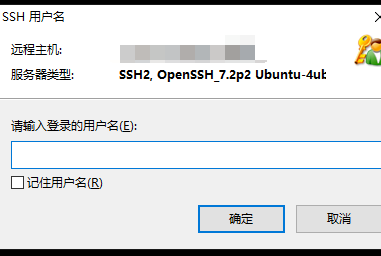 SSH 用户名
远程主机:
服务器类型: SSH2, OpenSSH_7.2p2 Ubuntu-4ub
请输入登录的用户名(E):
记住用户名(R)
确定 取消